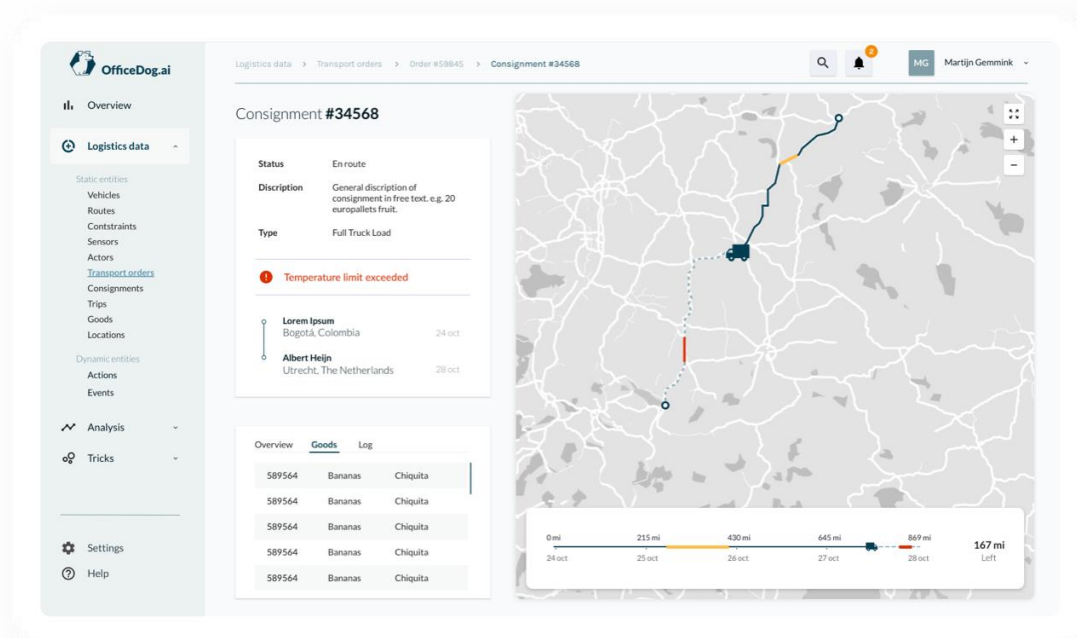 OfficeDog.ai
Logistics data > Transport orders > Order #59845 > Consignment #34568
2
MG
Martijn Gemmink
Overview
Logistics data
Static entities
Vehicles
Routes
Contstraints
Sensors
Actors
Transport orders
Consignments
Trips
Goods
Locations
Dynamic entities
Actions
Events
Analysis
Tricks
Settings
Help
Consignment #34568
Status En route
Discription General discription of
consignment in free text. e.g. 20
europallets fruit.
Type Full Truck Load
Temperature limit exceeded
Lorem Ipsum
Bogotá, Colombia 24 oct
Albert Heijn
Utrecht, The Netherlands 28 oct
Overview Goods Log
589564 Bananas Chiquita
589564 Bananas Chiquita
589564 Bananas Chiquita
589564 Bananas Chiquita
589564 Bananas Chiquita
0 mi 215 mi 430 mi 645 mi 869 mi
24 oct 25 oct 26 oct 27 oct 28 oct
167 mi
Left